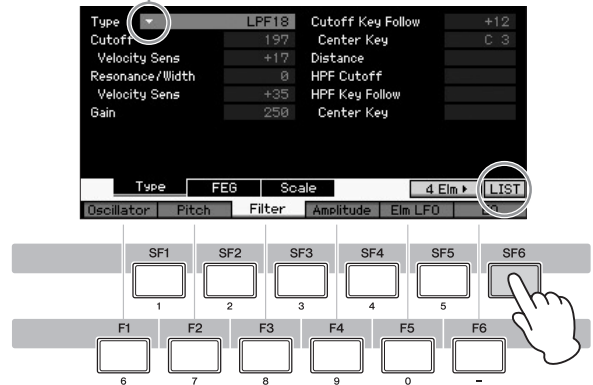 Type LPF18 Cutoff Key Follow +12
Cutoff 197 Center Key C 3
Velocity Sens +17 Distance
Resonance/Width 0 HPF Cutoff
Velocity Sens +35 HPF Key Follow
Gain 250 Center Key
Type FEG Scale 4 Elm LIST
Oscillator Pitch Filter Amplitude Elm LFO EQ
SF1 SF2 SF3 SF4 SF5 SF6
1 2 3 4 5
F1 F2 F3 F4 F5 F6
6 7 8 9 0 -